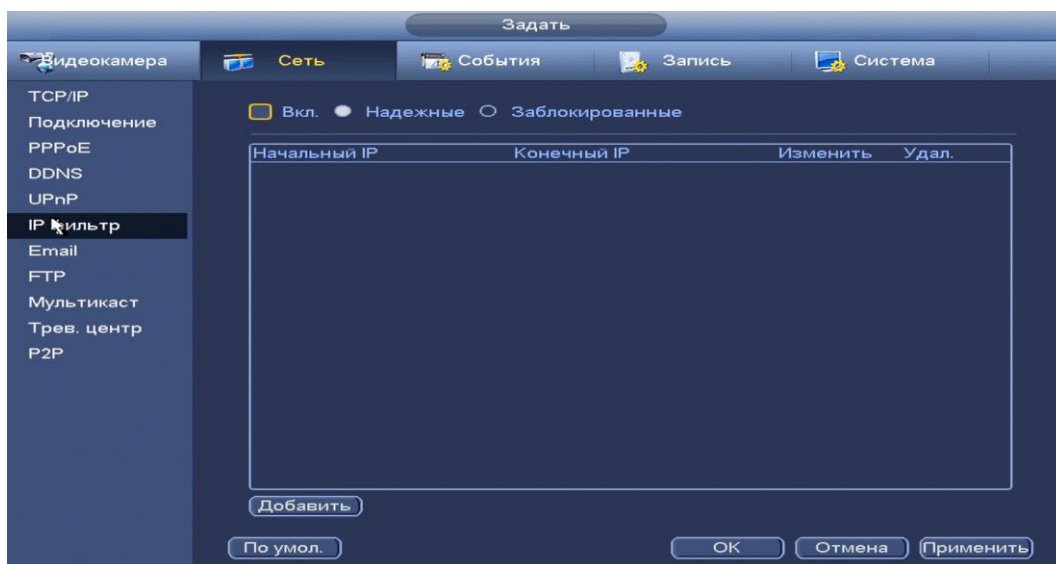 Задать
Видеокамера Сеть События Запись Система
TCP/IP
Подключение
PPPoE
DDNS
UPnP
IP фильтр
Email
FTP
Мультикаст
Трев. центр
P2P
Вкл. Надежные Заблокированные
Начальный IP Конечный IP Изменить Удал.
Добавить
По умол. OK Отмена Применить